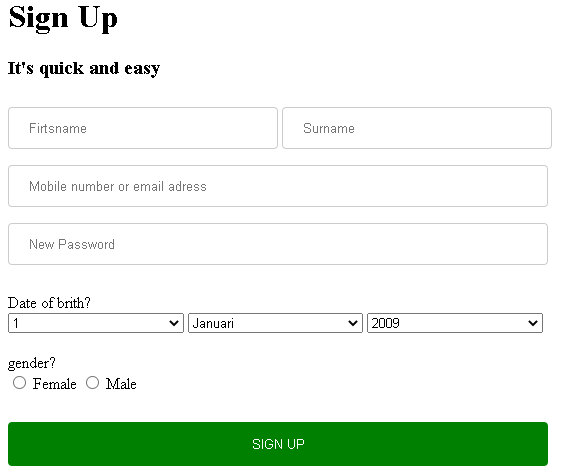 Sign Up
It's quick and easy
Firtsname Surname
Mobile number or email adress
New Password
Date of brith?
1 Januari 2009
gender?
Female Male
SIGN UP